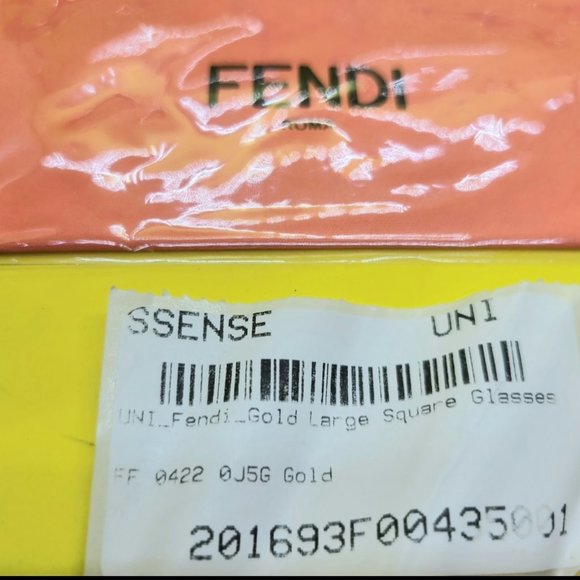 FENDI
ROMA
SSENSE UNI
UNI_Fendi_Gold Large Square Glasses
FF 0422 0J5G Gold
201693F00435001